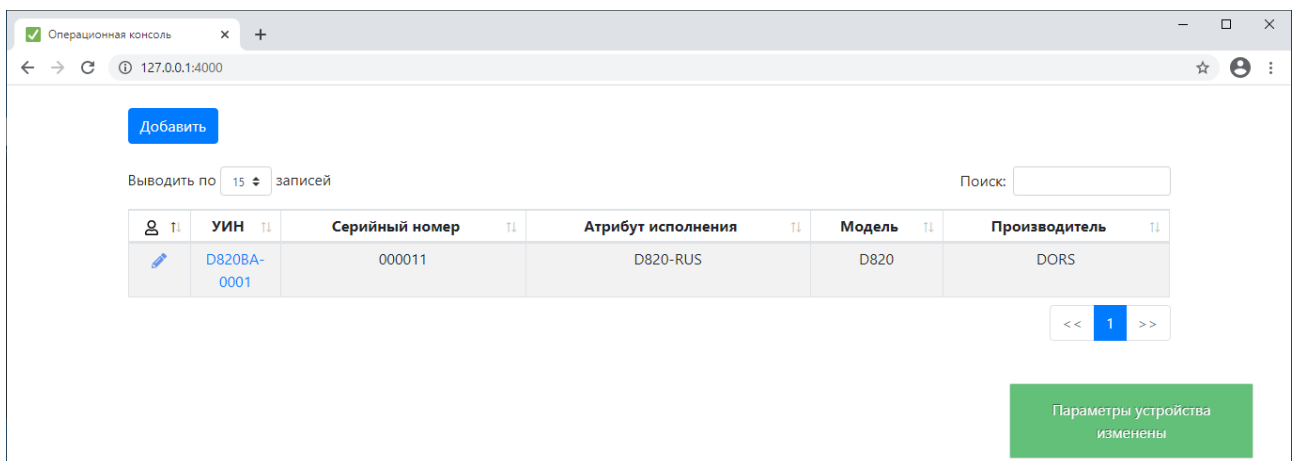 Операционная консоль
127.0.0.1:4000
Добавить
Выводить по 15 записей
Поиск:
УИН Серийный номер Атрибут исполнения Модель Производитель
D820BA-0001 000011 D820-RUS D820 DORS
<< 1 >>
Параметры устройства
изменены